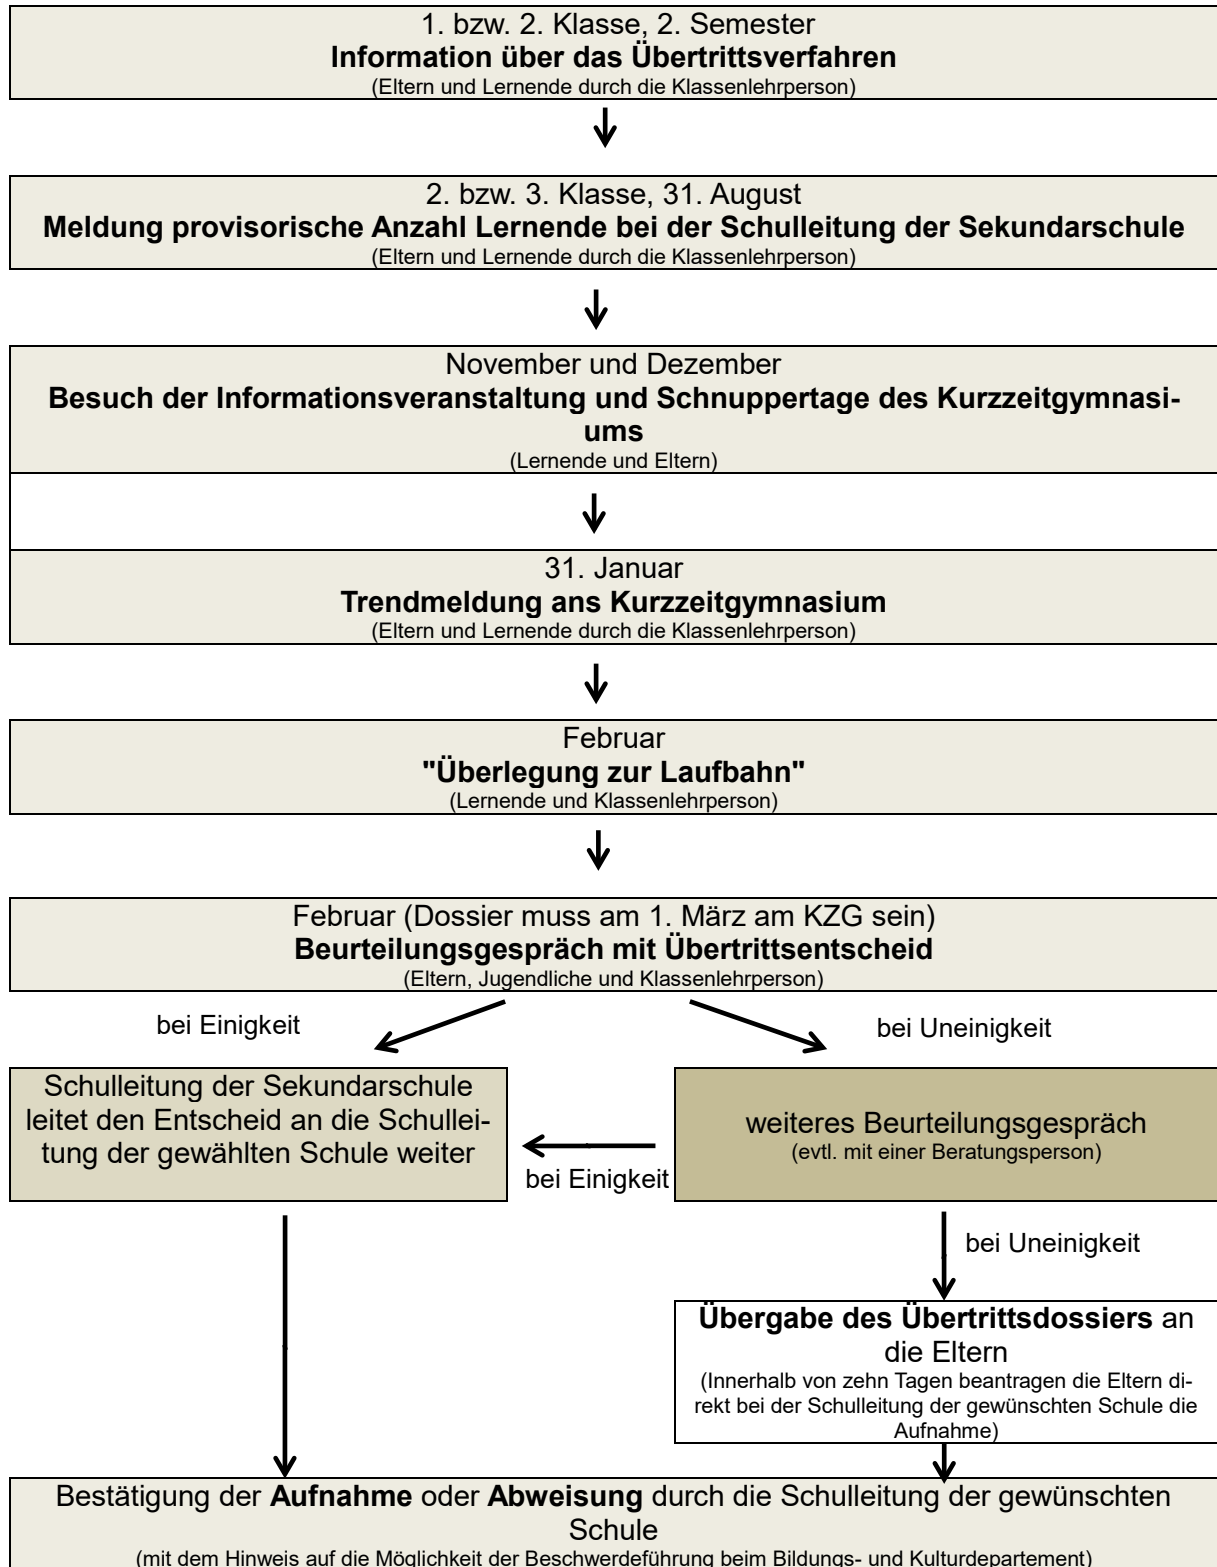 1. bzw. 2. Klasse, 2. Semester
Information über das Übertrittsverfahren
(Eltern und Lernende durch die Klassenlehrperson)
2. bzw. 3. Klasse, 31. August
Meldung provisorische Anzahl Lernende bei der Schulleitung der Sekundarschule
(Eltern und Lernende durch die Klassenlehrperson)
November und Dezember
Besuch der Informationsveranstaltung und Schnuppertage des Kurzzeitgymnasi-
ums
(Lernende und Eltern)
31. Januar
Trendmeldung ans Kurzzeitgymnasium
(Eltern und Lernende durch die Klassenlehrperson)
Februar
"Überlegung zur Laufbahn"
(Lernende und Klassenlehrperson)
Februar (Dossier muss am 1. März am KZG sein)
Beurteilungsgespräch mit Übertrittsentscheid
(Eltern, Jugendliche und Klassenlehrperson)
bei Einigkeit
bei Uneinigkeit
Schulleitung der Sekundarschule
leitet den Entscheid an die Schullei-
tung der gewählten Schule weiter
weiteres Beurteilungsgespräch
(evtl. mit einer Beratungsperson)
bei Einigkeit
bei Uneinigkeit
Übergabe des Übertrittsdossiers an
die Eltern
(Innerhalb von zehn Tagen beantragen die Eltern di-
rekt bei der Schulleitung der gewünschten Schule die
Aufnahme)
Bestätigung der Aufnahme oder Abweisung durch die Schulleitung der gewünschten
Schule
(mit dem Hinweis auf die Möglichkeit der Beschwerdeführung beim Bildungs- und Kulturdepartement)